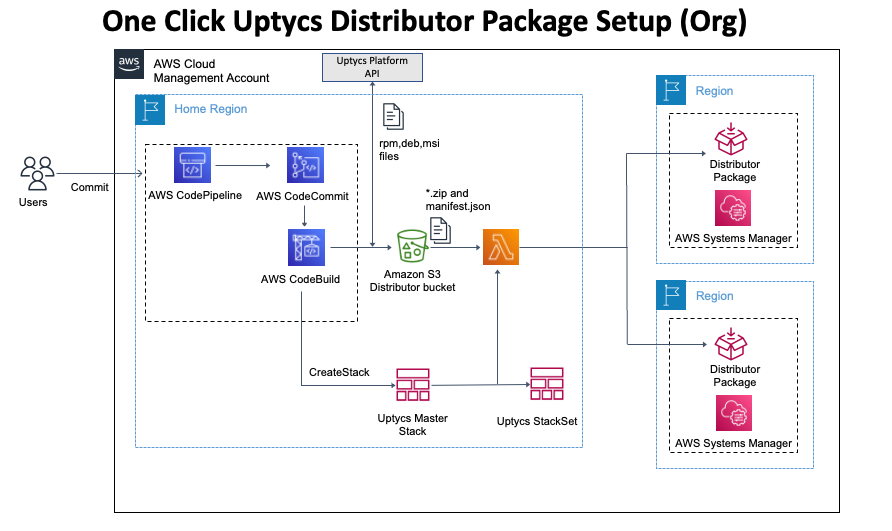 One Click Uptycs Distributor Package Setup (Org)
aws
AWS Cloud
Management Account
Uptycs Platform
API
Home Region
rpm,deb,msi
files
Users
Commit
AWS CodePipeline
AWS CodeCommit
AWS CodeBuild
*.zip and
manifest.json
Amazon S3
Distributor bucket
CreateStack
Uptycs Master
Stack
Uptycs StackSet
Region
Distributor
Package
AWS Systems Manager
Region
Distributor
Package
AWS Systems Manager